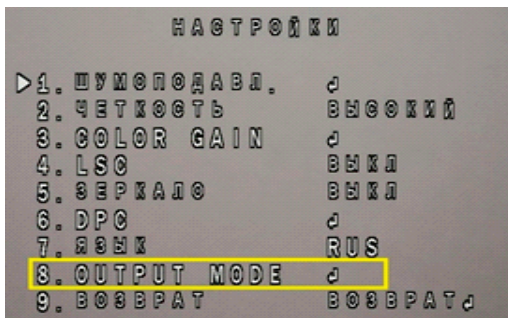 НАСТРОЙКИ
1. ШУМОПОДАВЛ. ↲
2. ЧЕТКОСТЬ ВЫСОКИЙ
3. COLOR GAIN ↲
4. LSC ВЫКЛ
5. ЗЕРКАЛО ВЫКЛ
6. DPC ↲
7. ЯЗЫК RUS
8. OUTPUT MODE ↲
9. ВОЗВРАТ ВОЗВРАТ↲